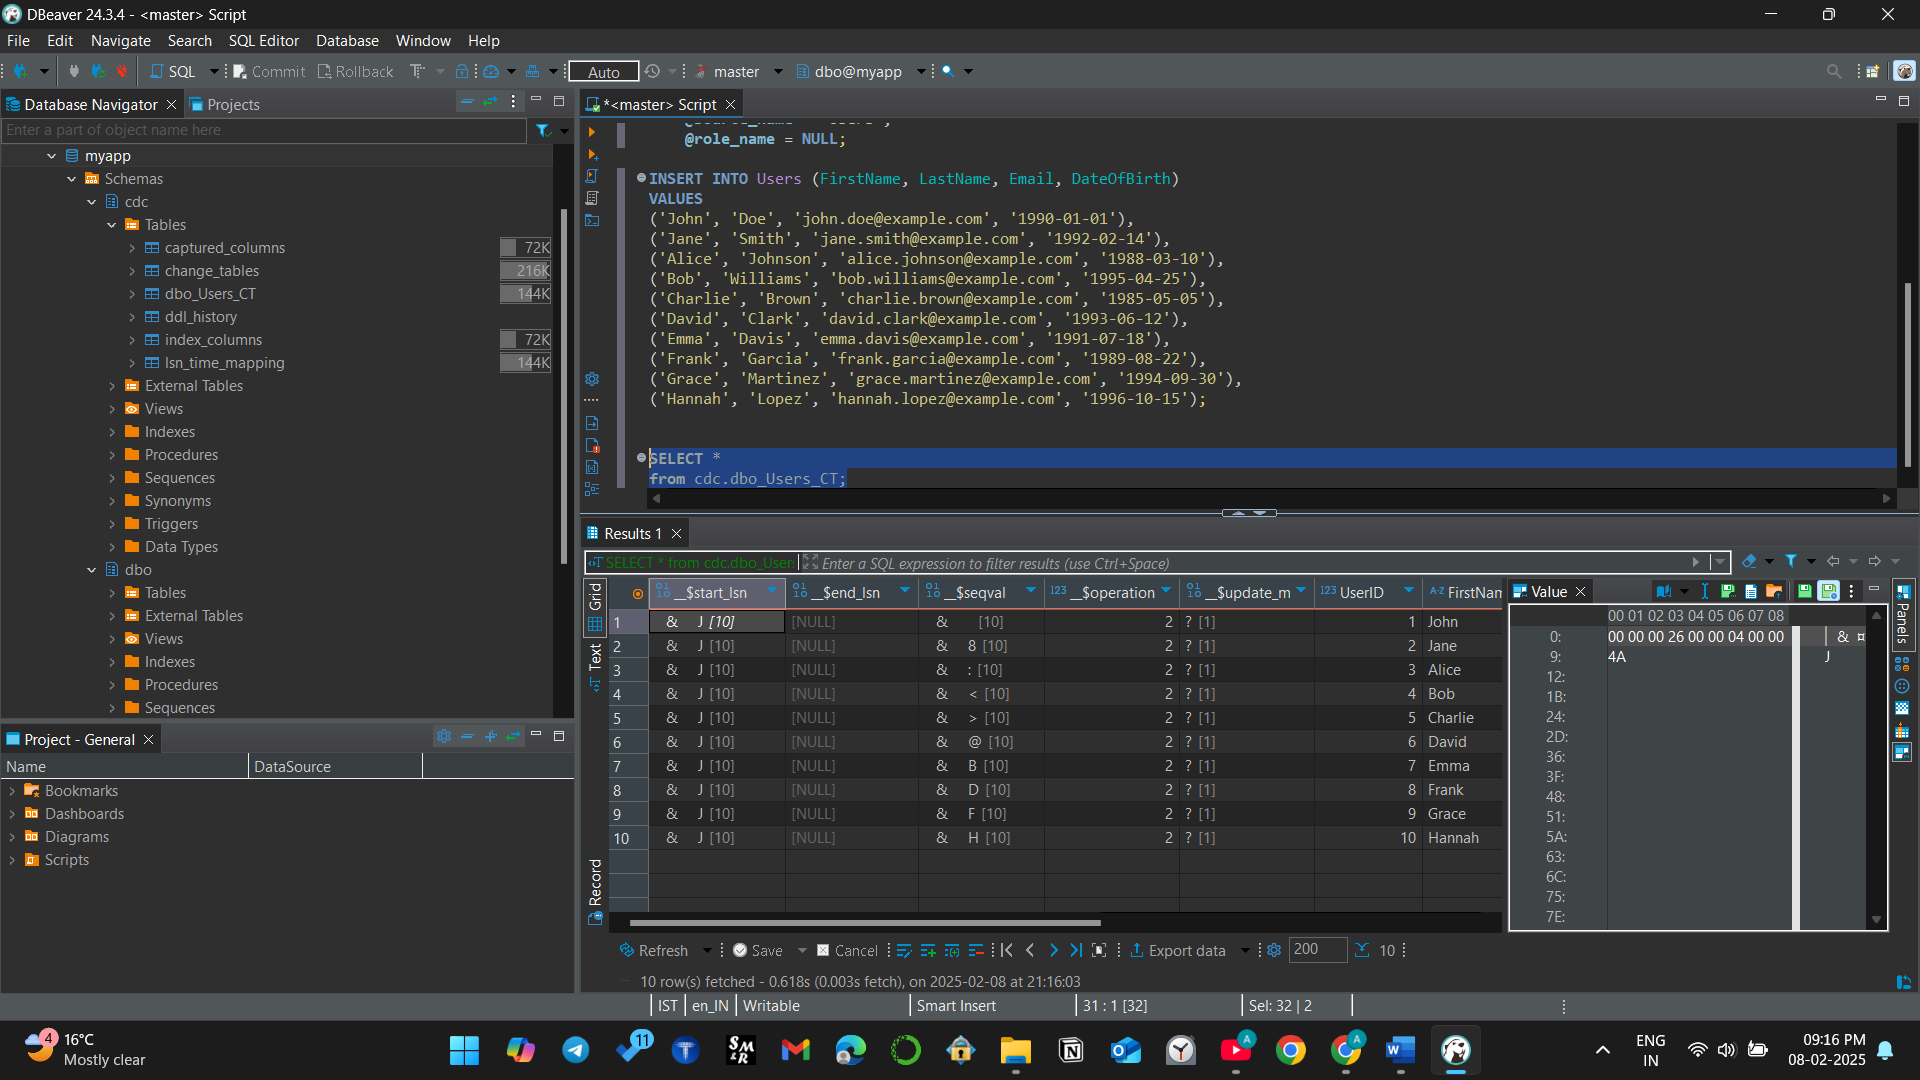 DBeaver 24.3.4 - <master> Script
File Edit Navigate Search SQL Editor Database Window Help
SQL Commit Rollback Auto master dbo@myapp
Database Navigator Projects
Enter a part of object name here
myapp
Schemas
cdc
Tables
captured_columns 72K
change_tables 216K
dbo_Users_CT 144K
ddl_history
index_columns 72K
lsn_time_mapping 144K
External Tables
Views
Indexes
Procedures
Sequences
Synonyms
Triggers
Data Types
dbo
Tables
External Tables
Views
Indexes
Procedures
Sequences
Project - General
Name DataSource
Bookmarks
Dashboards
Diagrams
Scripts
*<master> Script
@role_name = NULL;
INSERT INTO Users (FirstName, LastName, Email, DateOfBirth)
VALUES
('John', 'Doe', 'john.doe@example.com', '1990-01-01'),
('Jane', 'Smith', 'jane.smith@example.com', '1992-02-14'),
('Alice', 'Johnson', 'alice.johnson@example.com', '1988-03-10'),
('Bob', 'Williams', 'bob.williams@example.com', '1995-04-25'),
('Charlie', 'Brown', 'charlie.brown@example.com', '1985-05-05'),
('David', 'Clark', 'david.clark@example.com', '1993-06-12'),
('Emma', 'Davis', 'emma.davis@example.com', '1991-07-18'),
('Frank', 'Garcia', 'frank.garcia@example.com', '1989-08-22'),
('Grace', 'Martinez', 'grace.martinez@example.com', '1994-09-30'),
('Hannah', 'Lopez', 'hannah.lopez@example.com', '1996-10-15');
SELECT *
from cdc.dbo_Users_CT;
Results 1
SELECT * from cdc.dbo_User Enter a SQL expression to filter results (use Ctrl+Space)
Grid
Text
Record
__$start_lsn __$end_lsn __$seqval 123 __$operation __$update_m 123 UserID A-Z FirstNam
1 & J [10] [NULL] & [10] 2 ? [1] 1 John
2 & J [10] [NULL] & 8 [10] 2 ? [1] 2 Jane
3 & J [10] [NULL] & : [10] 2 ? [1] 3 Alice
4 & J [10] [NULL] & < [10] 2 ? [1] 4 Bob
5 & J [10] [NULL] & > [10] 2 ? [1] 5 Charlie
6 & J [10] [NULL] & @ [10] 2 ? [1] 6 David
7 & J [10] [NULL] & B [10] 2 ? [1] 7 Emma
8 & J [10] [NULL] & D [10] 2 ? [1] 8 Frank
9 & J [10] [NULL] & F [10] 2 ? [1] 9 Grace
10 & J [10] [NULL] & H [10] 2 ? [1] 10 Hannah
Value
Panels
00 01 02 03 04 05 06 07 08
0: 00 00 00 26 00 00 04 00 00 & ¤
9: 4A J
12:
1B:
24:
2D:
36:
3F:
48:
51:
5A:
63:
6C:
75:
7E:
Refresh Save Cancel Export data 200 10
10 row(s) fetched - 0.618s (0.003s fetch), on 2025-02-08 at 21:16:03
IST en_IN Writable Smart Insert 31 : 1 [32] Sel: 32 | 2
4 16°C
Mostly clear
11
SM
&R
A
A
ENG
IN
09:16 PM
08-02-2025